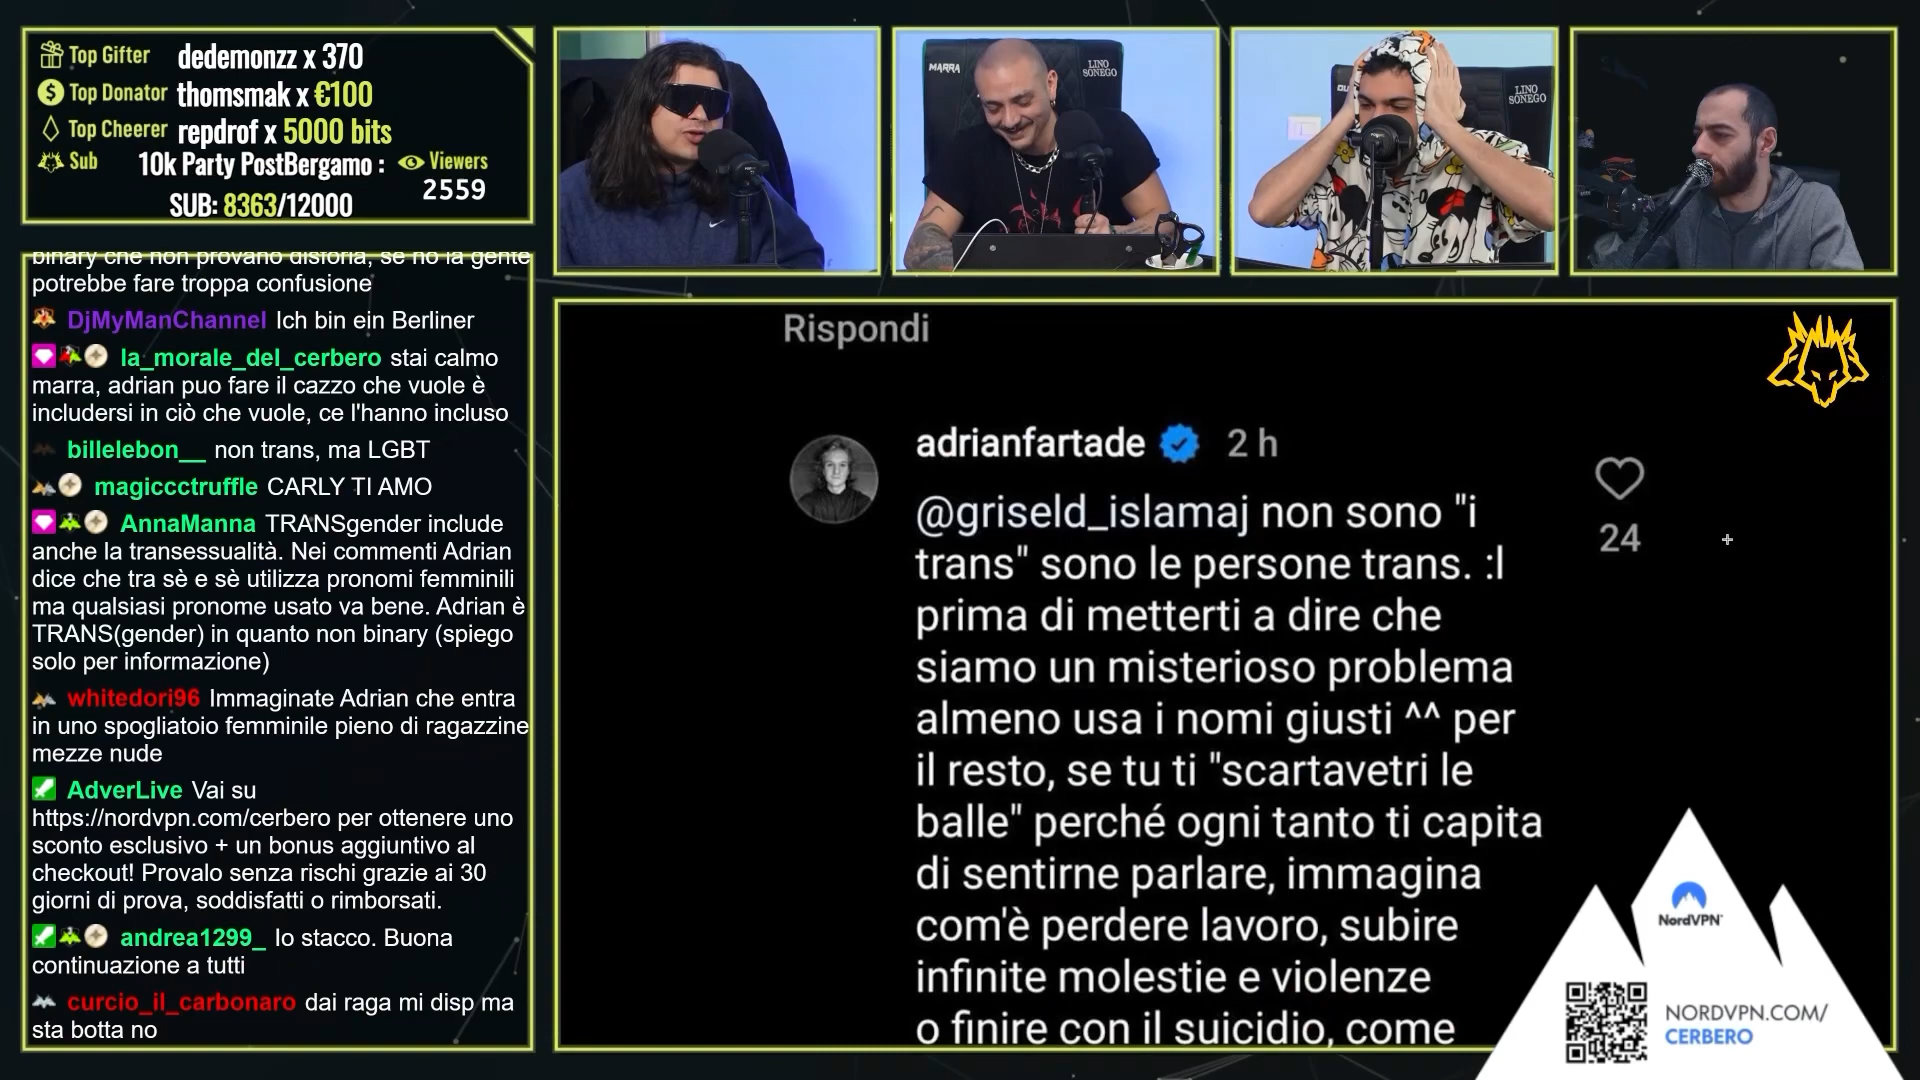 Top Gifter dedemonzz x 370
Top Donator thomsmak x €100
Top Cheerer repdrof x 5000 bits
Sub 10k Party PostBergamo : Viewers
2559
SUB: 8363/12000
binary che non provano disforia, se no la gente
potrebbe fare troppa confusione
DjMyManChannel Ich bin ein Berliner
la_morale_del_cerbero stai calmo
marra, adrian puo fare il cazzo che vuole è
includersi in ciò che vuole, ce l'hanno incluso
billelebon__ non trans, ma LGBT
magiccctruffle CARLY TI AMO
AnnaManna TRANSgender include
anche la transessualità. Nei commenti Adrian
dice che tra sè e sè utilizza pronomi femminili
ma qualsiasi pronome usato va bene. Adrian è
TRANS(gender) in quanto non binary (spiego
solo per informazione)
whitedori96 Immaginate Adrian che entra
in uno spogliatoio femminile pieno di ragazzine
mezze nude
AdverLive Vai su
https://nordvpn.com/cerbero per ottenere uno
sconto esclusivo + un bonus aggiuntivo al
checkout! Provalo senza rischi grazie ai 30
giorni di prova, soddisfatti o rimborsati.
andrea1299_ Io stacco. Buona
continuazione a tutti
curcio_il_carbonaro dai raga mi disp ma
sta botta no
MARRA
LINO
SONEGO
LINO
SONEGO
Rispondi
adrianfartade 2 h
@griseld_islamaj non sono "i
trans" sono le persone trans. :l
prima di metterti a dire che
siamo un misterioso problema
almeno usa i nomi giusti ^^ per
il resto, se tu ti "scartavetri le
balle" perché ogni tanto ti capita
di sentirne parlare, immagina
com'è perdere lavoro, subire
infinite molestie e violenze
o finire con il suicidio, come
24
NordVPN
NORDVPN.COM/
CERBERO